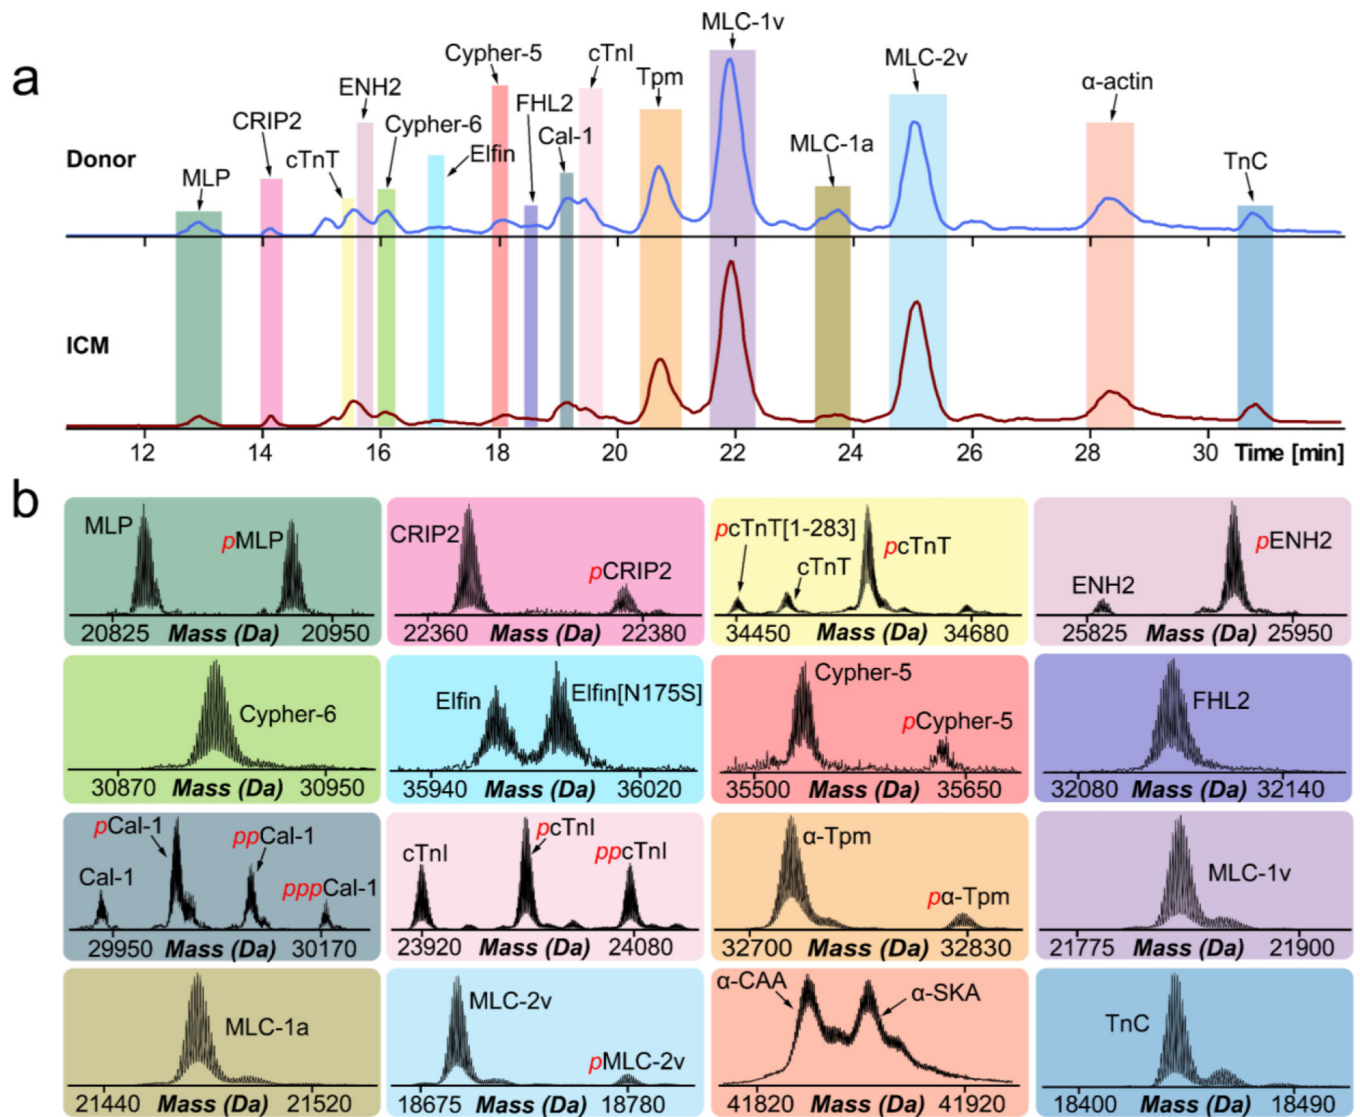 a
MLC-1v
Cypher-5
cTnI
Tpm
MLC-2v
ENH2
FHL2
α-actin
CRIP2
Cypher-6
Cal-1
Donor
cTnT
Elfin
MLC-1a
TnC
MLP
ICM
12 14 16 18 20 22 24 26 28 30 Time [min]
b
MLP pMLP
20825 Mass (Da) 20950
CRIP2 pCRIP2
22360 Mass (Da) 22380
pcTnT[1-283] cTnT pcTnT
34450 Mass (Da) 34680
ENH2 pENH2
25825 Mass (Da) 25950
Cypher-6
30870 Mass (Da) 30950
Elfin Elfin[N175S]
35940 Mass (Da) 36020
Cypher-5 pCypher-5
35500 Mass (Da) 35650
FHL2
32080 Mass (Da) 32140
Cal-1 pCal-1 ppCal-1 pppCal-1
29950 Mass (Da) 30170
cTnI pcTnI ppcTnI
23920 Mass (Da) 24080
α-Tpm pα-Tpm
32700 Mass (Da) 32830
MLC-1v
21775 Mass (Da) 21900
MLC-1a
21440 Mass (Da) 21520
MLC-2v pMLC-2v
18675 Mass (Da) 18780
α-CAA α-SKA
41820 Mass (Da) 41920
TnC
18400 Mass (Da) 18490